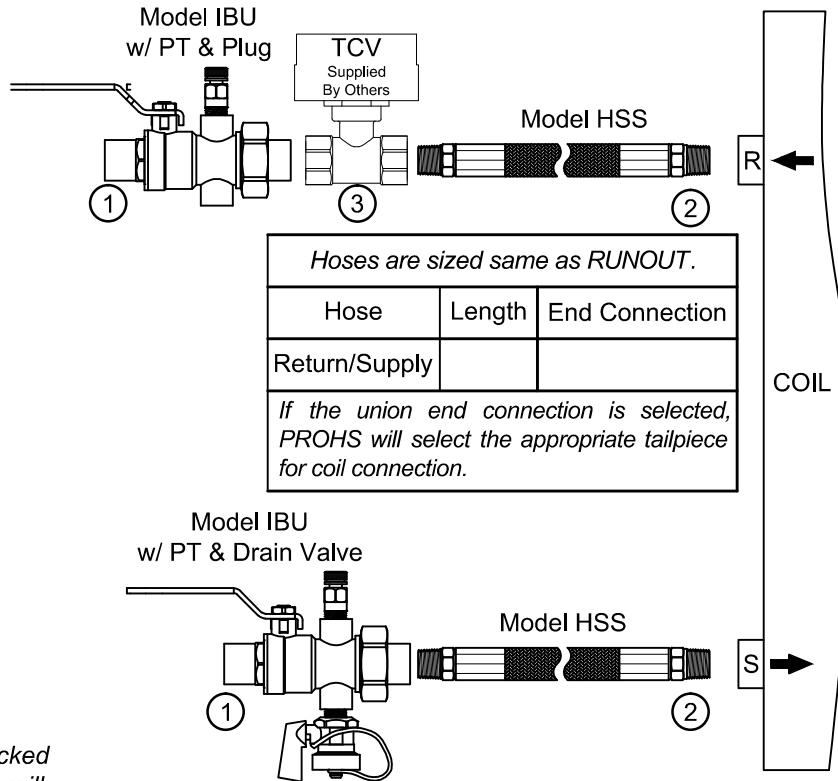 Model IBU
w/ PT & Plug
TCV
Supplied
By Others
Model HSS
R
1
3
2
Hoses are sized same as RUNOUT.
Hose Length End Connection
Return/Supply
If the union end connection is selected,
PROHS will select the appropriate tailpiece
for coil connection.
COIL
Model IBU
w/ PT & Drain Valve
Model HSS
S
1
2
cked